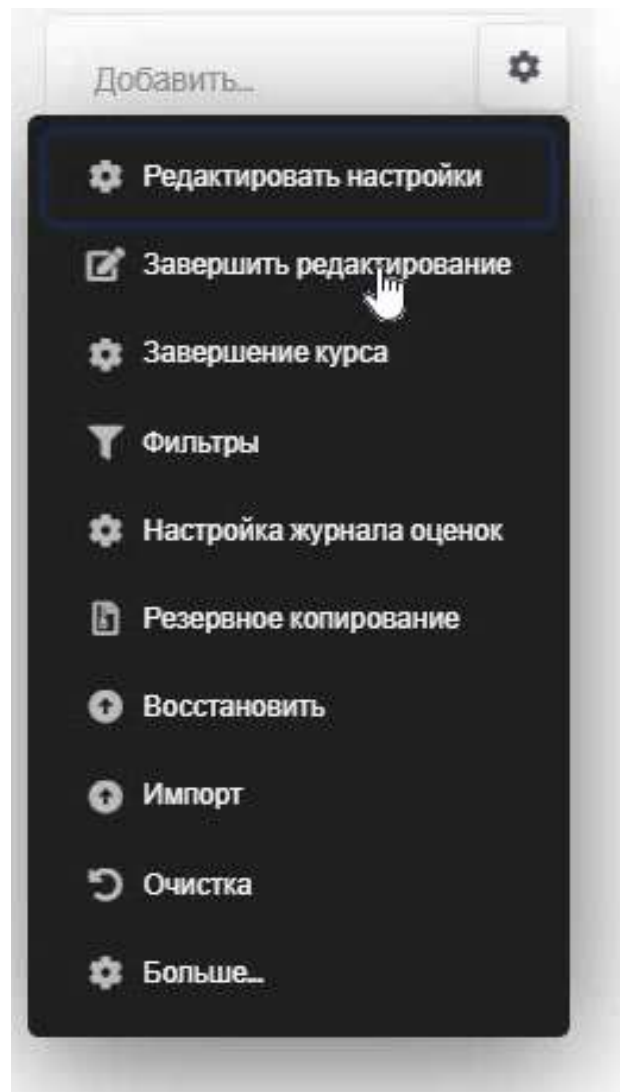 Добавить...
Редактировать настройки
Завершить редактирование
Завершение курса
Фильтры
Настройка журнала оценок
Резервное копирование
Восстановить
Импорт
Очистка
Больше...